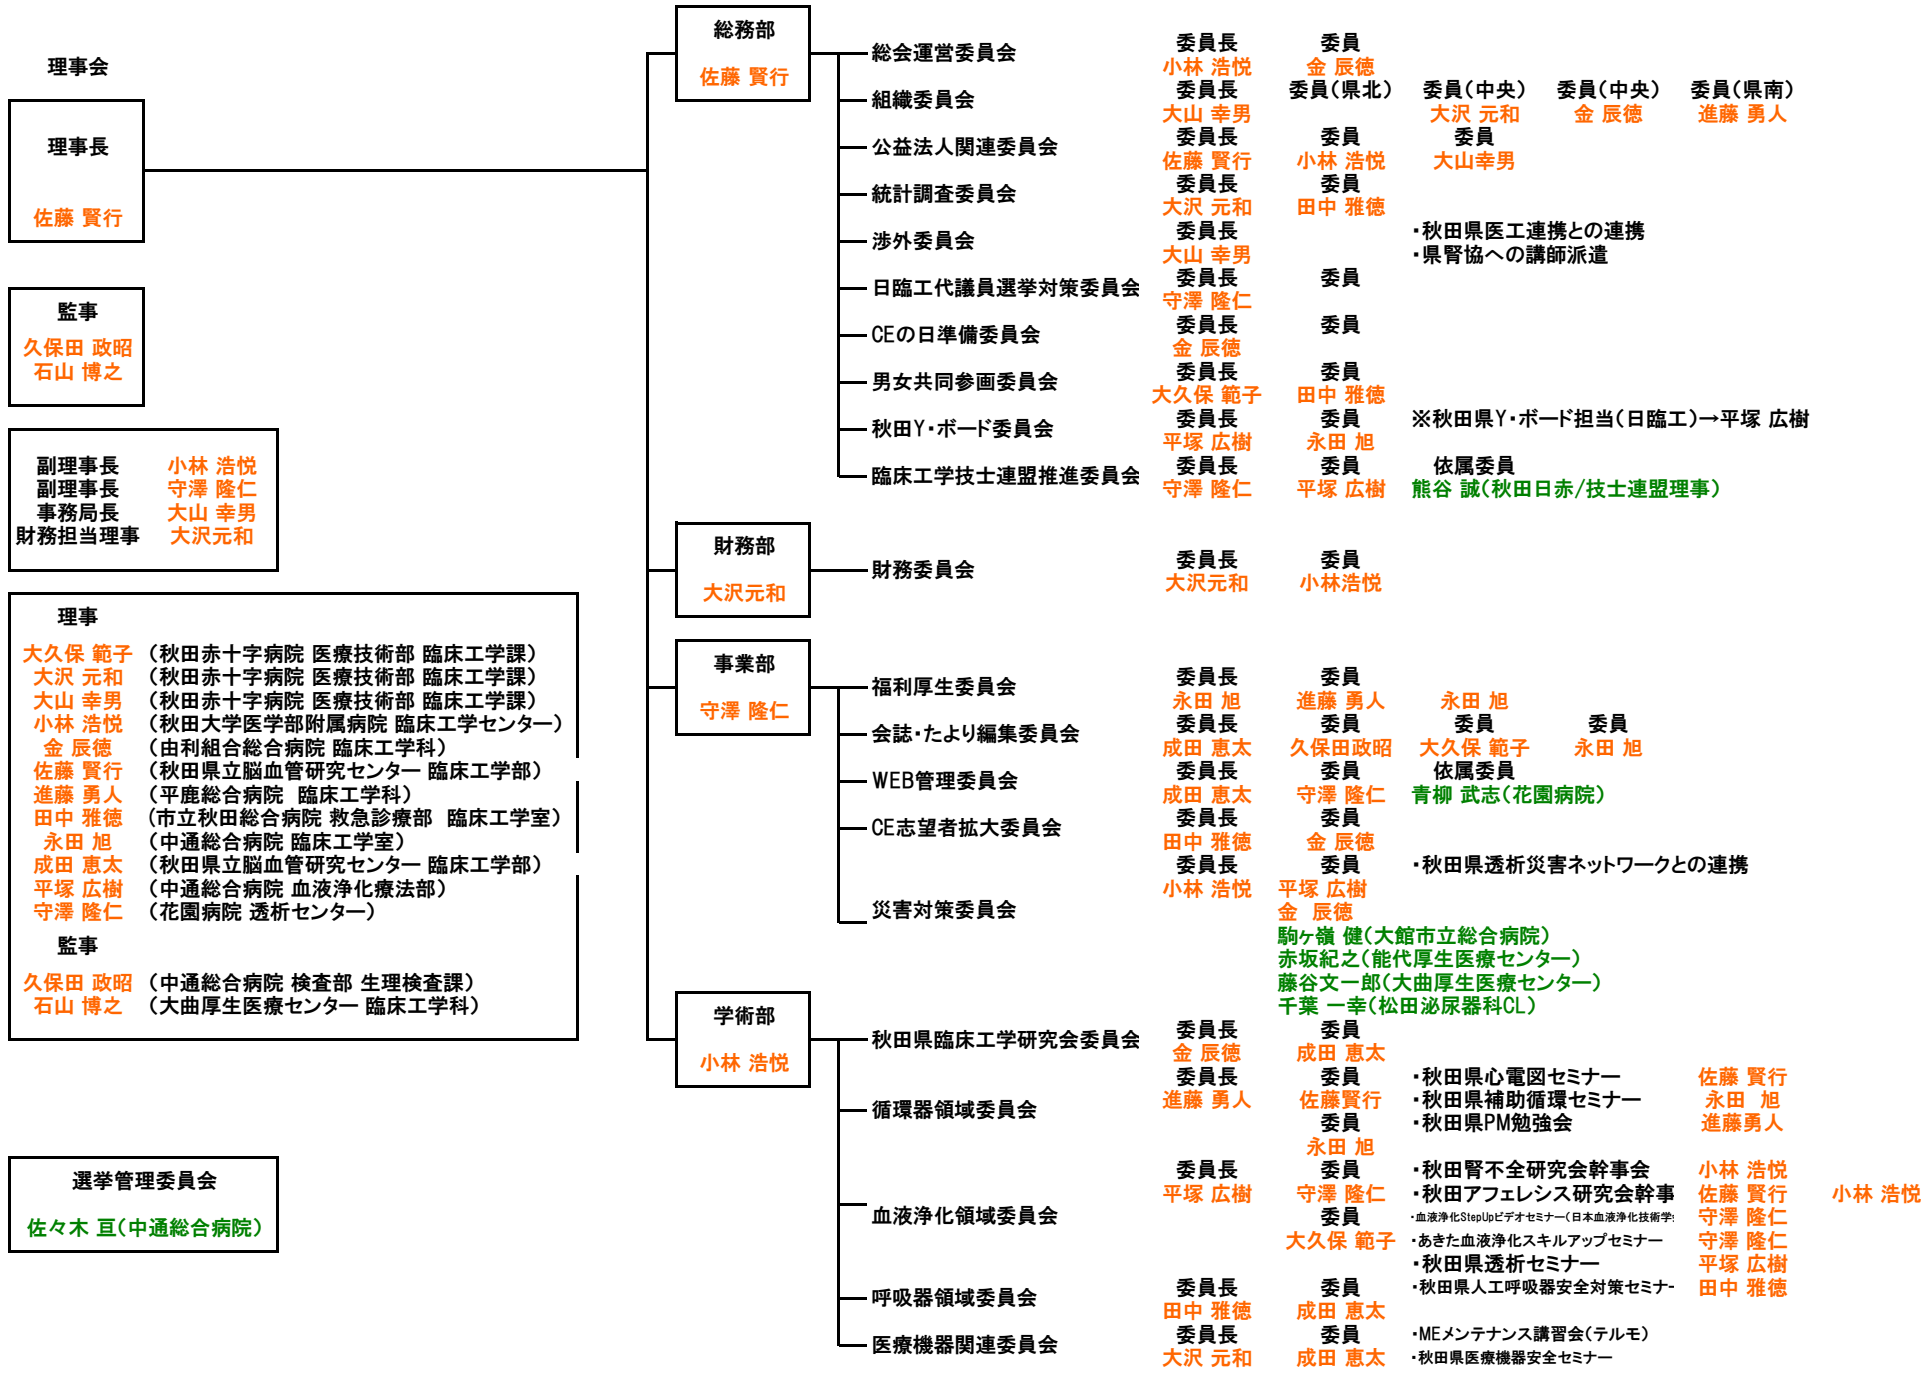 理事会
理事長
佐藤 賢行
監事
久保田 政昭
石山 博之
副理事長 小林 浩悦
副理事長 守澤 隆仁
事務局長 大山 幸男
財務担当理事 大沢元和
理事
大久保 範子 (秋田赤十字病院 医療技術部 臨床工学課)
大沢 元和 (秋田赤十字病院 医療技術部 臨床工学課)
大山 幸男 (秋田赤十字病院 医療技術部 臨床工学課)
小林 浩悦 (秋田大学医学部附属病院 臨床工学センター)
金 辰徳 (由利組合総合病院 臨床工学科)
佐藤 賢行 (秋田県立脳血管研究センター 臨床工学部)
進藤 勇人 (平鹿総合病院 臨床工学科)
田中 雅徳 (市立秋田総合病院 救急診療部 臨床工学室)
永田 旭 (中通総合病院 臨床工学室)
成田 恵太 (秋田県立脳血管研究センター 臨床工学部)
平塚 広樹 (中通総合病院 血液浄化療法部)
守澤 隆仁 (花園病院 透析センター)
監事
久保田 政昭 (中通総合病院 検査部 生理検査課)
石山 博之 (大曲厚生医療センター 臨床工学科)
選挙管理委員会
佐々木 亘(中通総合病院)
総務部
佐藤 賢行
総会運営委員会
委員長 委員
小林 浩悦 金 辰徳
組織委員会
委員長 委員(県北) 委員(中央) 委員(中央) 委員(県南)
大山 幸男 大沢 元和 金 辰徳 進藤 勇人
公益法人関連委員会
委員長 委員 委員
佐藤 賢行 小林 浩悦 大山幸男
統計調査委員会
委員長 委員
大沢 元和 田中 雅徳
渉外委員会
委員長 ・秋田県医工連携との連携
大山 幸男 ・県腎協への講師派遣
日臨工代議員選挙対策委員会
委員長 委員
守澤 隆仁
CEの日準備委員会
委員長 委員
金 辰徳
男女共同参画委員会
委員長 委員
大久保 範子 田中 雅徳
秋田Y・ボード委員会
委員長 委員 ※秋田県Y・ボード担当(日臨工)→平塚 広樹
平塚 広樹 永田 旭
臨床工学技士連盟推進委員会
委員長 委員 依属委員
守澤 隆仁 平塚 広樹 熊谷 誠(秋田日赤/技士連盟理事)
財務部
大沢元和
財務委員会
委員長 委員
大沢元和 小林浩悦
事業部
守澤 隆仁
福利厚生委員会
委員長 委員
永田 旭 進藤 勇人 永田 旭
会誌・たより編集委員会
委員長 委員 委員 委員
成田 恵太 久保田政昭 大久保 範子 永田 旭
WEB管理委員会
委員長 委員 依属委員
成田 恵太 守澤 隆仁 青柳 武志(花園病院)
CE志望者拡大委員会
委員長 委員
田中 雅徳 金 辰徳
災害対策委員会
委員長 委員 ・秋田県透析災害ネットワークとの連携
小林 浩悦 平塚 広樹
金 辰徳
駒ヶ嶺 健(大館市立総合病院)
赤坂紀之(能代厚生医療センター)
藤谷文一郎(大曲厚生医療センター)
千葉 一幸(松田泌尿器科CL)
学術部
小林 浩悦
秋田県臨床工学研究会委員会
委員長 委員
金 辰徳 成田 恵太
循環器領域委員会
委員長 委員 ・秋田県心電図セミナー 佐藤 賢行
進藤 勇人 佐藤賢行 ・秋田県補助循環セミナー 永田 旭
委員 ・秋田県PM勉強会 進藤勇人
永田 旭
血液浄化領域委員会
委員長 委員 ・秋田腎不全研究会幹事会 小林 浩悦
平塚 広樹 守澤 隆仁 ・秋田アフェレシス研究会幹事 佐藤 賢行 小林 浩悦
委員 ・血液浄化StepUpビデオセミナー(日本血液浄化技術学 守澤 隆仁
大久保 範子 ・あきた血液浄化スキルアップセミナー 守澤 隆仁
・秋田県透析セミナー 平塚 広樹
呼吸器領域委員会
委員長 委員 ・秋田県人工呼吸器安全対策セミナー 田中 雅徳
田中 雅徳 成田 恵太
医療機器関連委員会
委員長 委員 ・MEメンテナンス講習会(テルモ)
大沢 元和 成田 恵太 ・秋田県医療機器安全セミナー